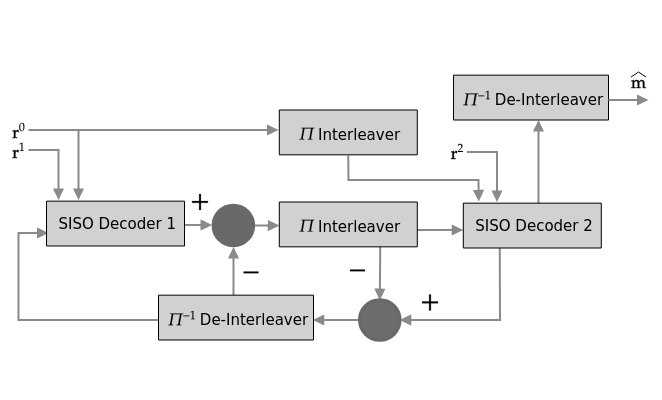 m̂
Π⁻¹ De-Interleaver
r⁰
Π Interleaver
r¹
r²
+
SISO Decoder 1
Π Interleaver
SISO Decoder 2
−
−
+
Π⁻¹ De-Interleaver